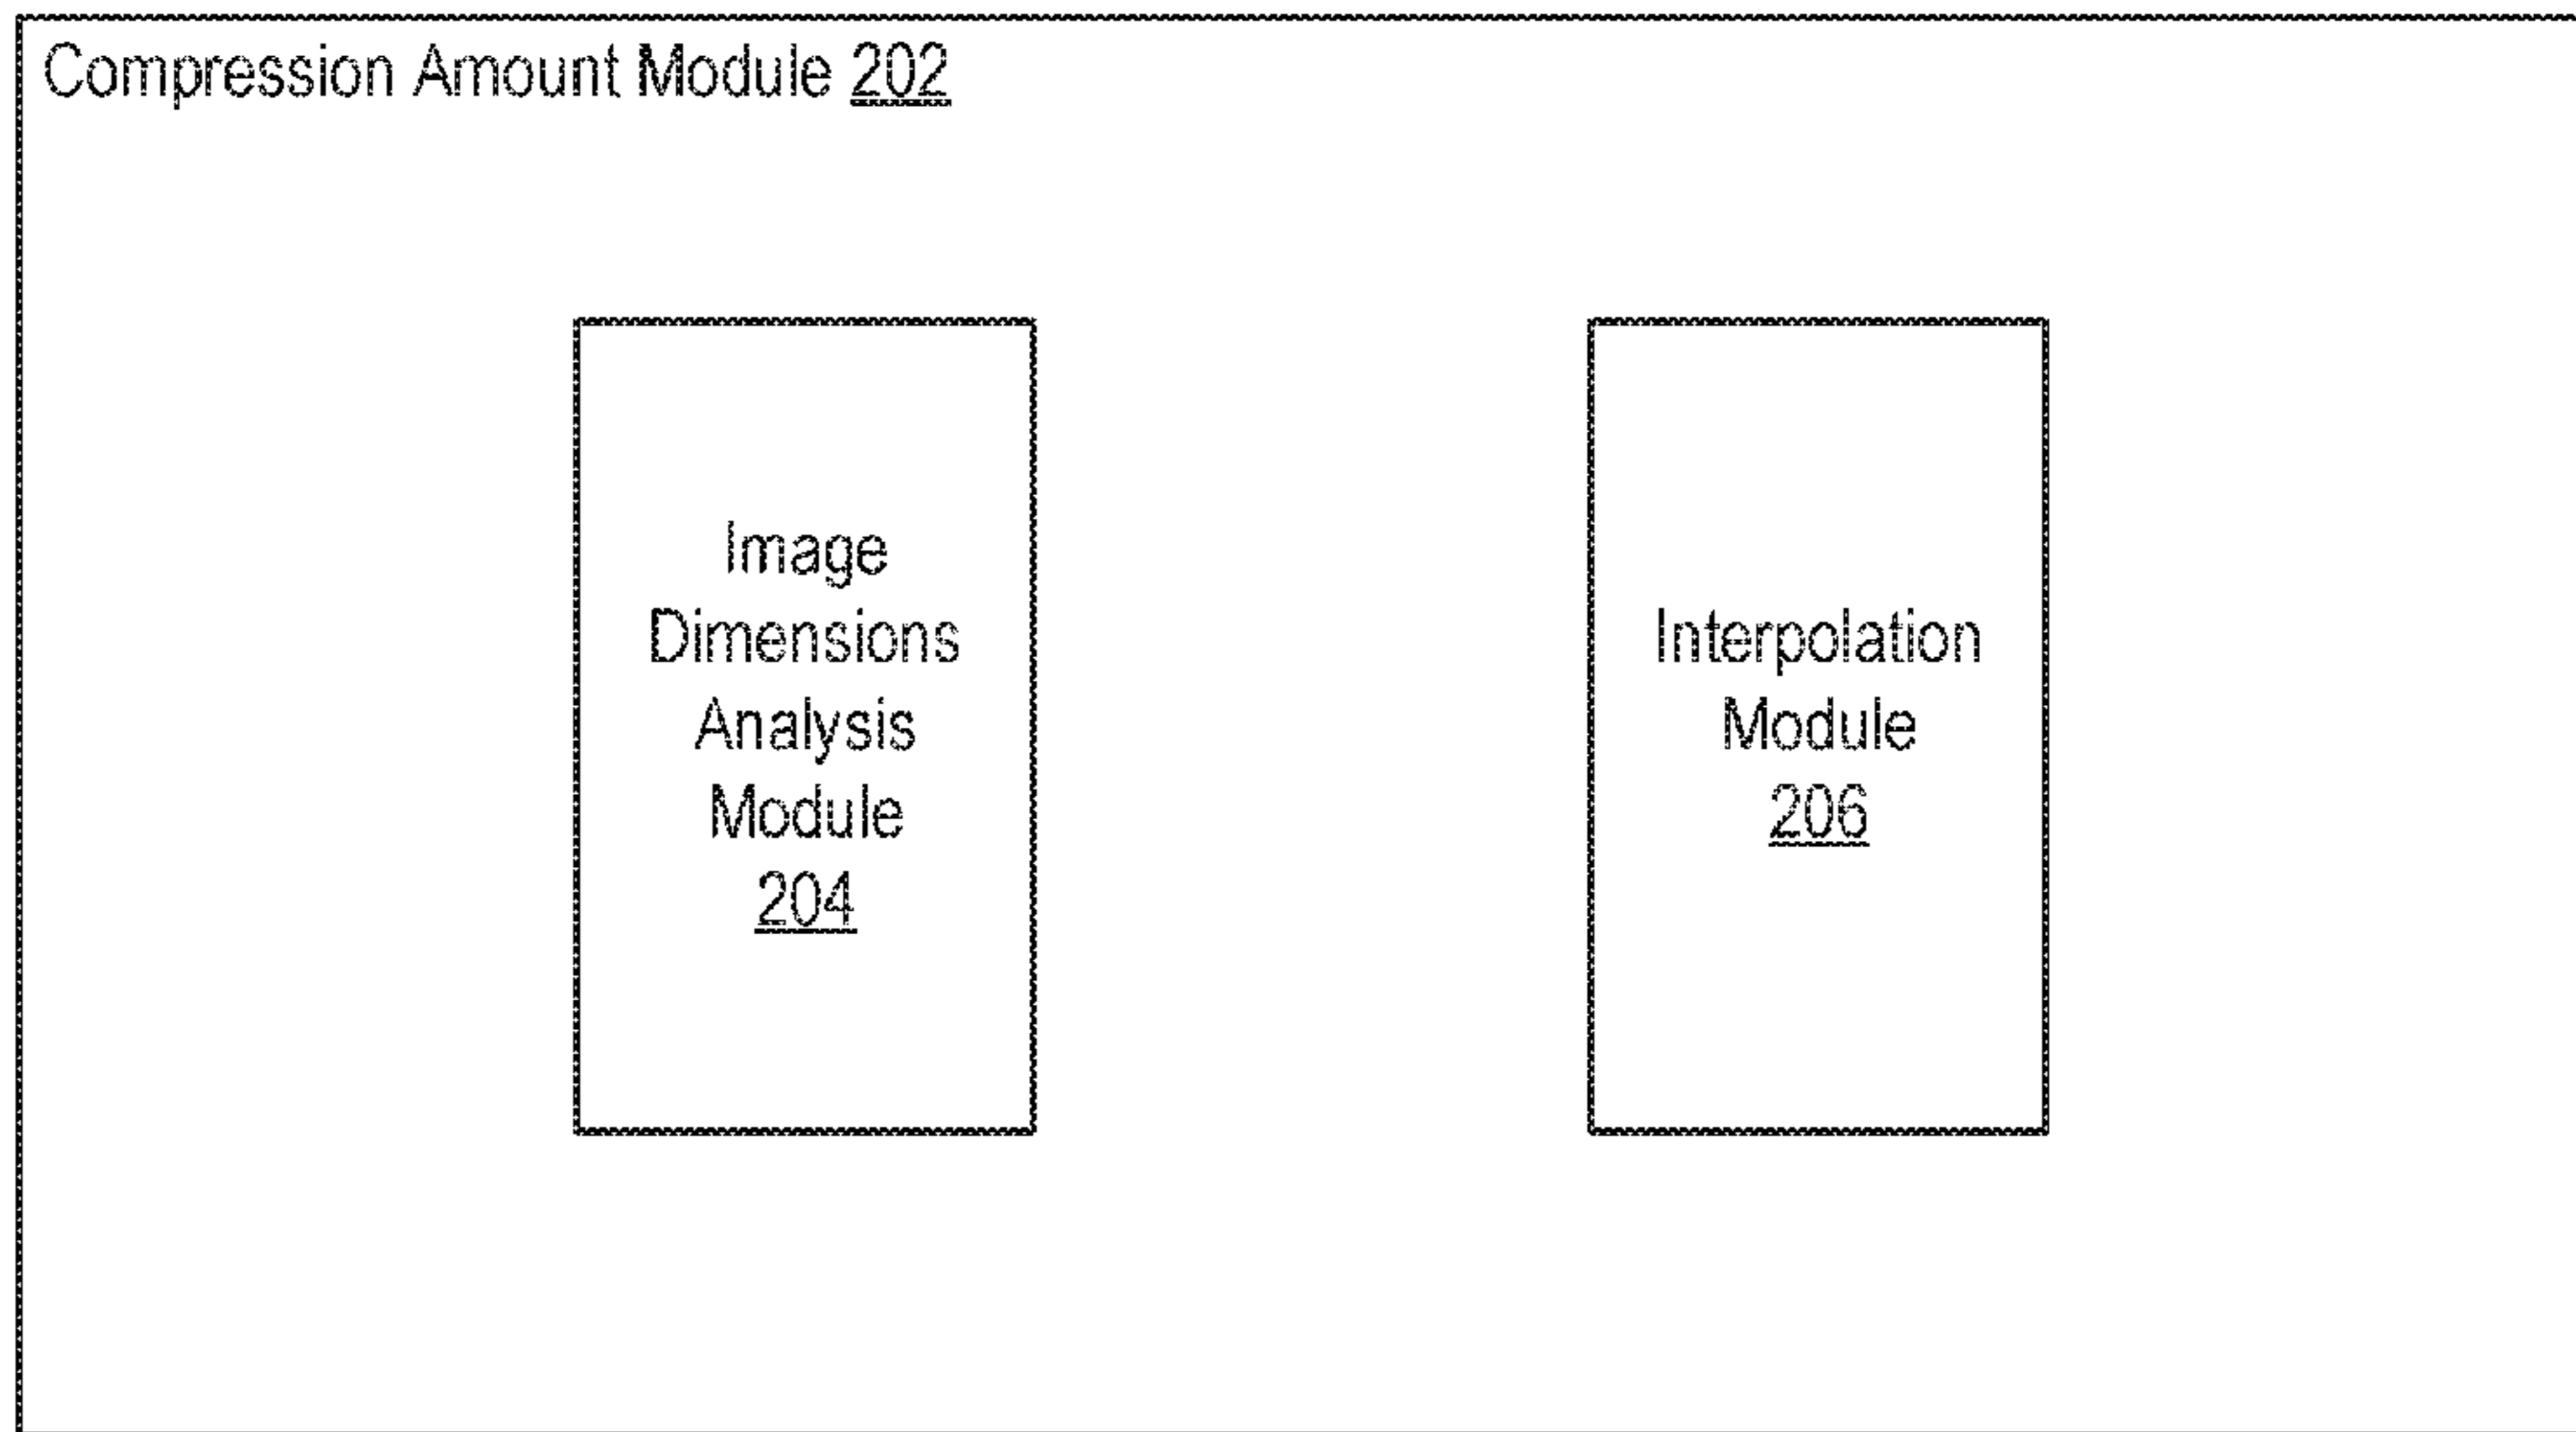 Compression Amount Module 202
Image
Dimensions
Analysis
Module
204
Interpolation
Module
206